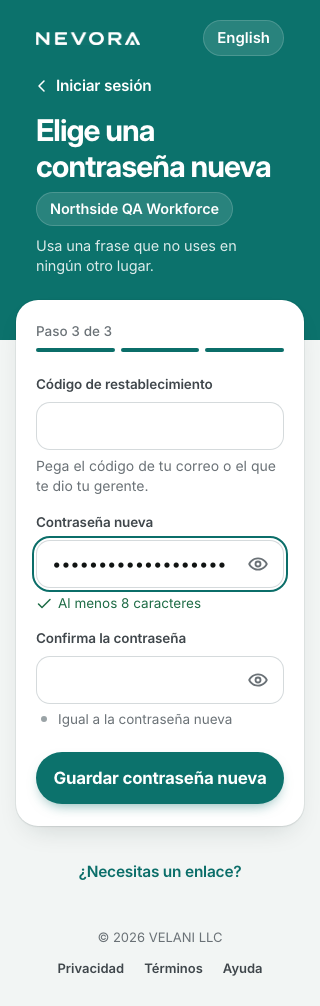 NEVORA
English
Iniciar sesión
Elige una
contraseña nueva
Northside QA Workforce
Usa una frase que no uses en
ningún otro lugar.
Paso 3 de 3
Código de restablecimiento
Pega el código de tu correo o el que
te dio tu gerente.
Contraseña nueva
•••••••••••••••••••
Al menos 8 caracteres
Confirma la contraseña
Igual a la contraseña nueva
Guardar contraseña nueva
¿Necesitas un enlace?
© 2026 VELANI LLC
Privacidad Términos Ayuda